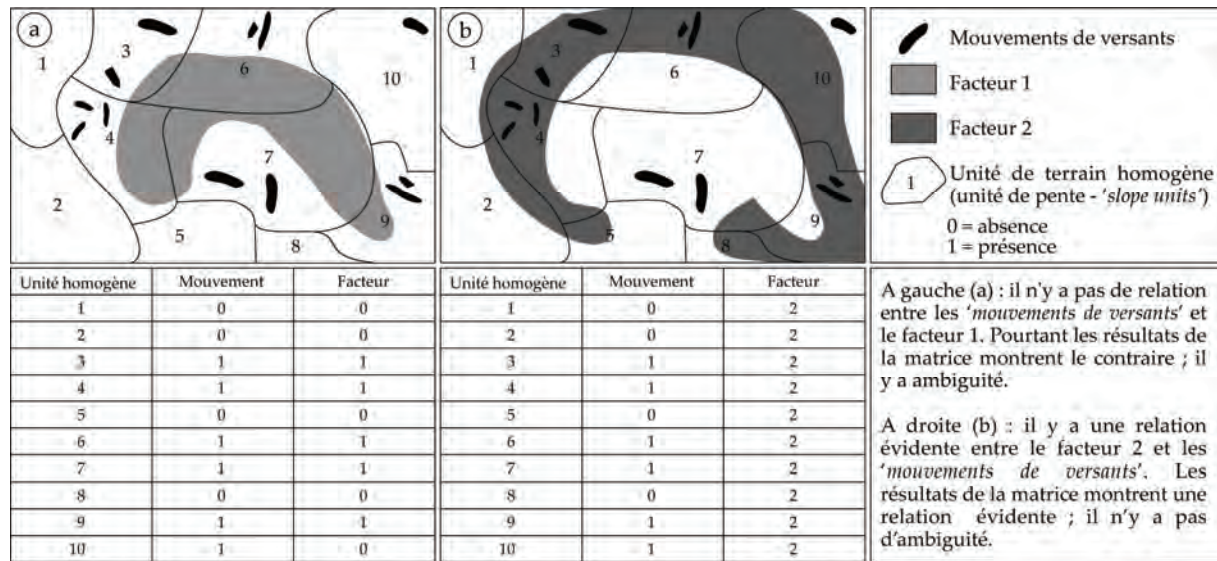 a
1
3
6
10
4
7
2
9
5
8
b
1
3
6
10
4
7
2
9
5
8
Mouvements de versants
Facteur 1
Facteur 2
1
Unité de terrain homogène
(unité de pente - ‘slope units’)
0 = absence
1 = présence
Unité homogène Mouvement Facteur
1 0 0
2 0 0
3 1 1
4 1 1
5 0 0
6 1 1
7 1 1
8 0 0
9 1 1
10 1 0
Unité homogène Mouvement Facteur
1 0 2
2 0 2
3 1 2
4 1 2
5 0 2
6 1 2
7 1 2
8 0 2
9 1 2
10 1 2
A gauche (a) : il n'y a pas de relation
entre les ‘mouvements de versants’ et
le facteur 1. Pourtant les résultats de
la matrice montrent le contraire ; il
y a ambiguité.
A droite (b) : il y a une relation
évidente entre le facteur 2 et les
‘mouvements de versants’. Les
résultats de la matrice montrent une
relation évidente ; il n’y a pas
d’ambiguité.